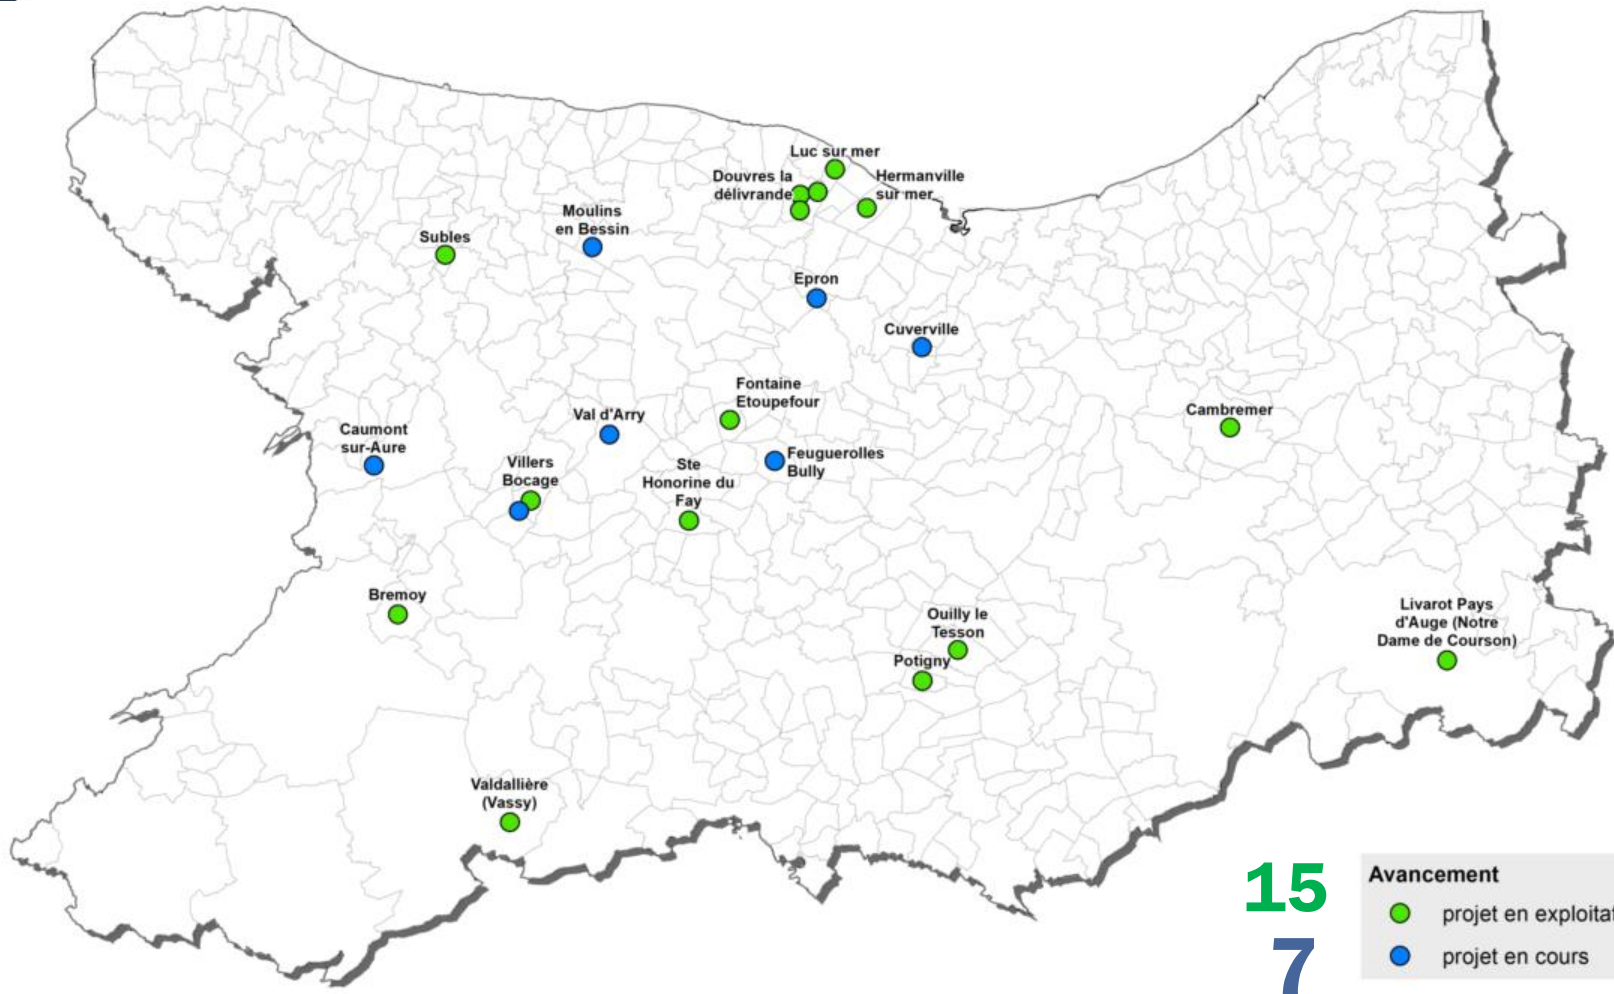 Luc sur mer
Douvres la
délivrande
Hermanville
sur mer
Moulins
en Bessin
Subles
Epron
Cuverville
Fontaine
Etoupefour
Val d'Arry
Cambremer
Caumont
sur-Aure
Feuguerolles
Bully
Villers
Bocage
Ste
Honorine du
Fay
Bremoy
Ouilly le
Tesson
Livarot Pays
d'Auge (Notre
Dame de Courson)
Potigny
Valdallière
(Vassy)
15
7
Avancement
projet en exploitat
projet en cours